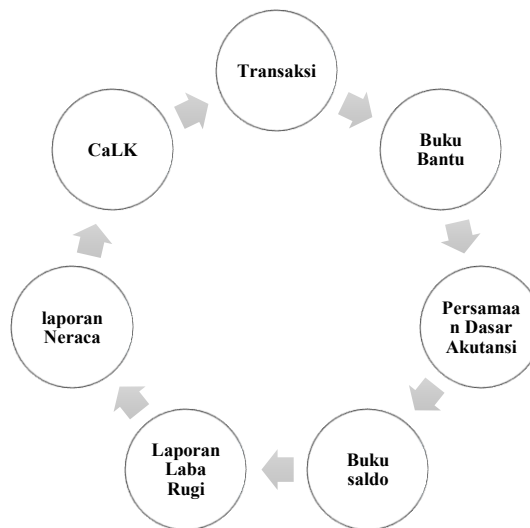 Transaksi
Buku
Bantu
Persamaa
n Dasar
Akutansi
Buku
saldo
Laporan
Laba
Rugi
laporan
Neraca
CaLK